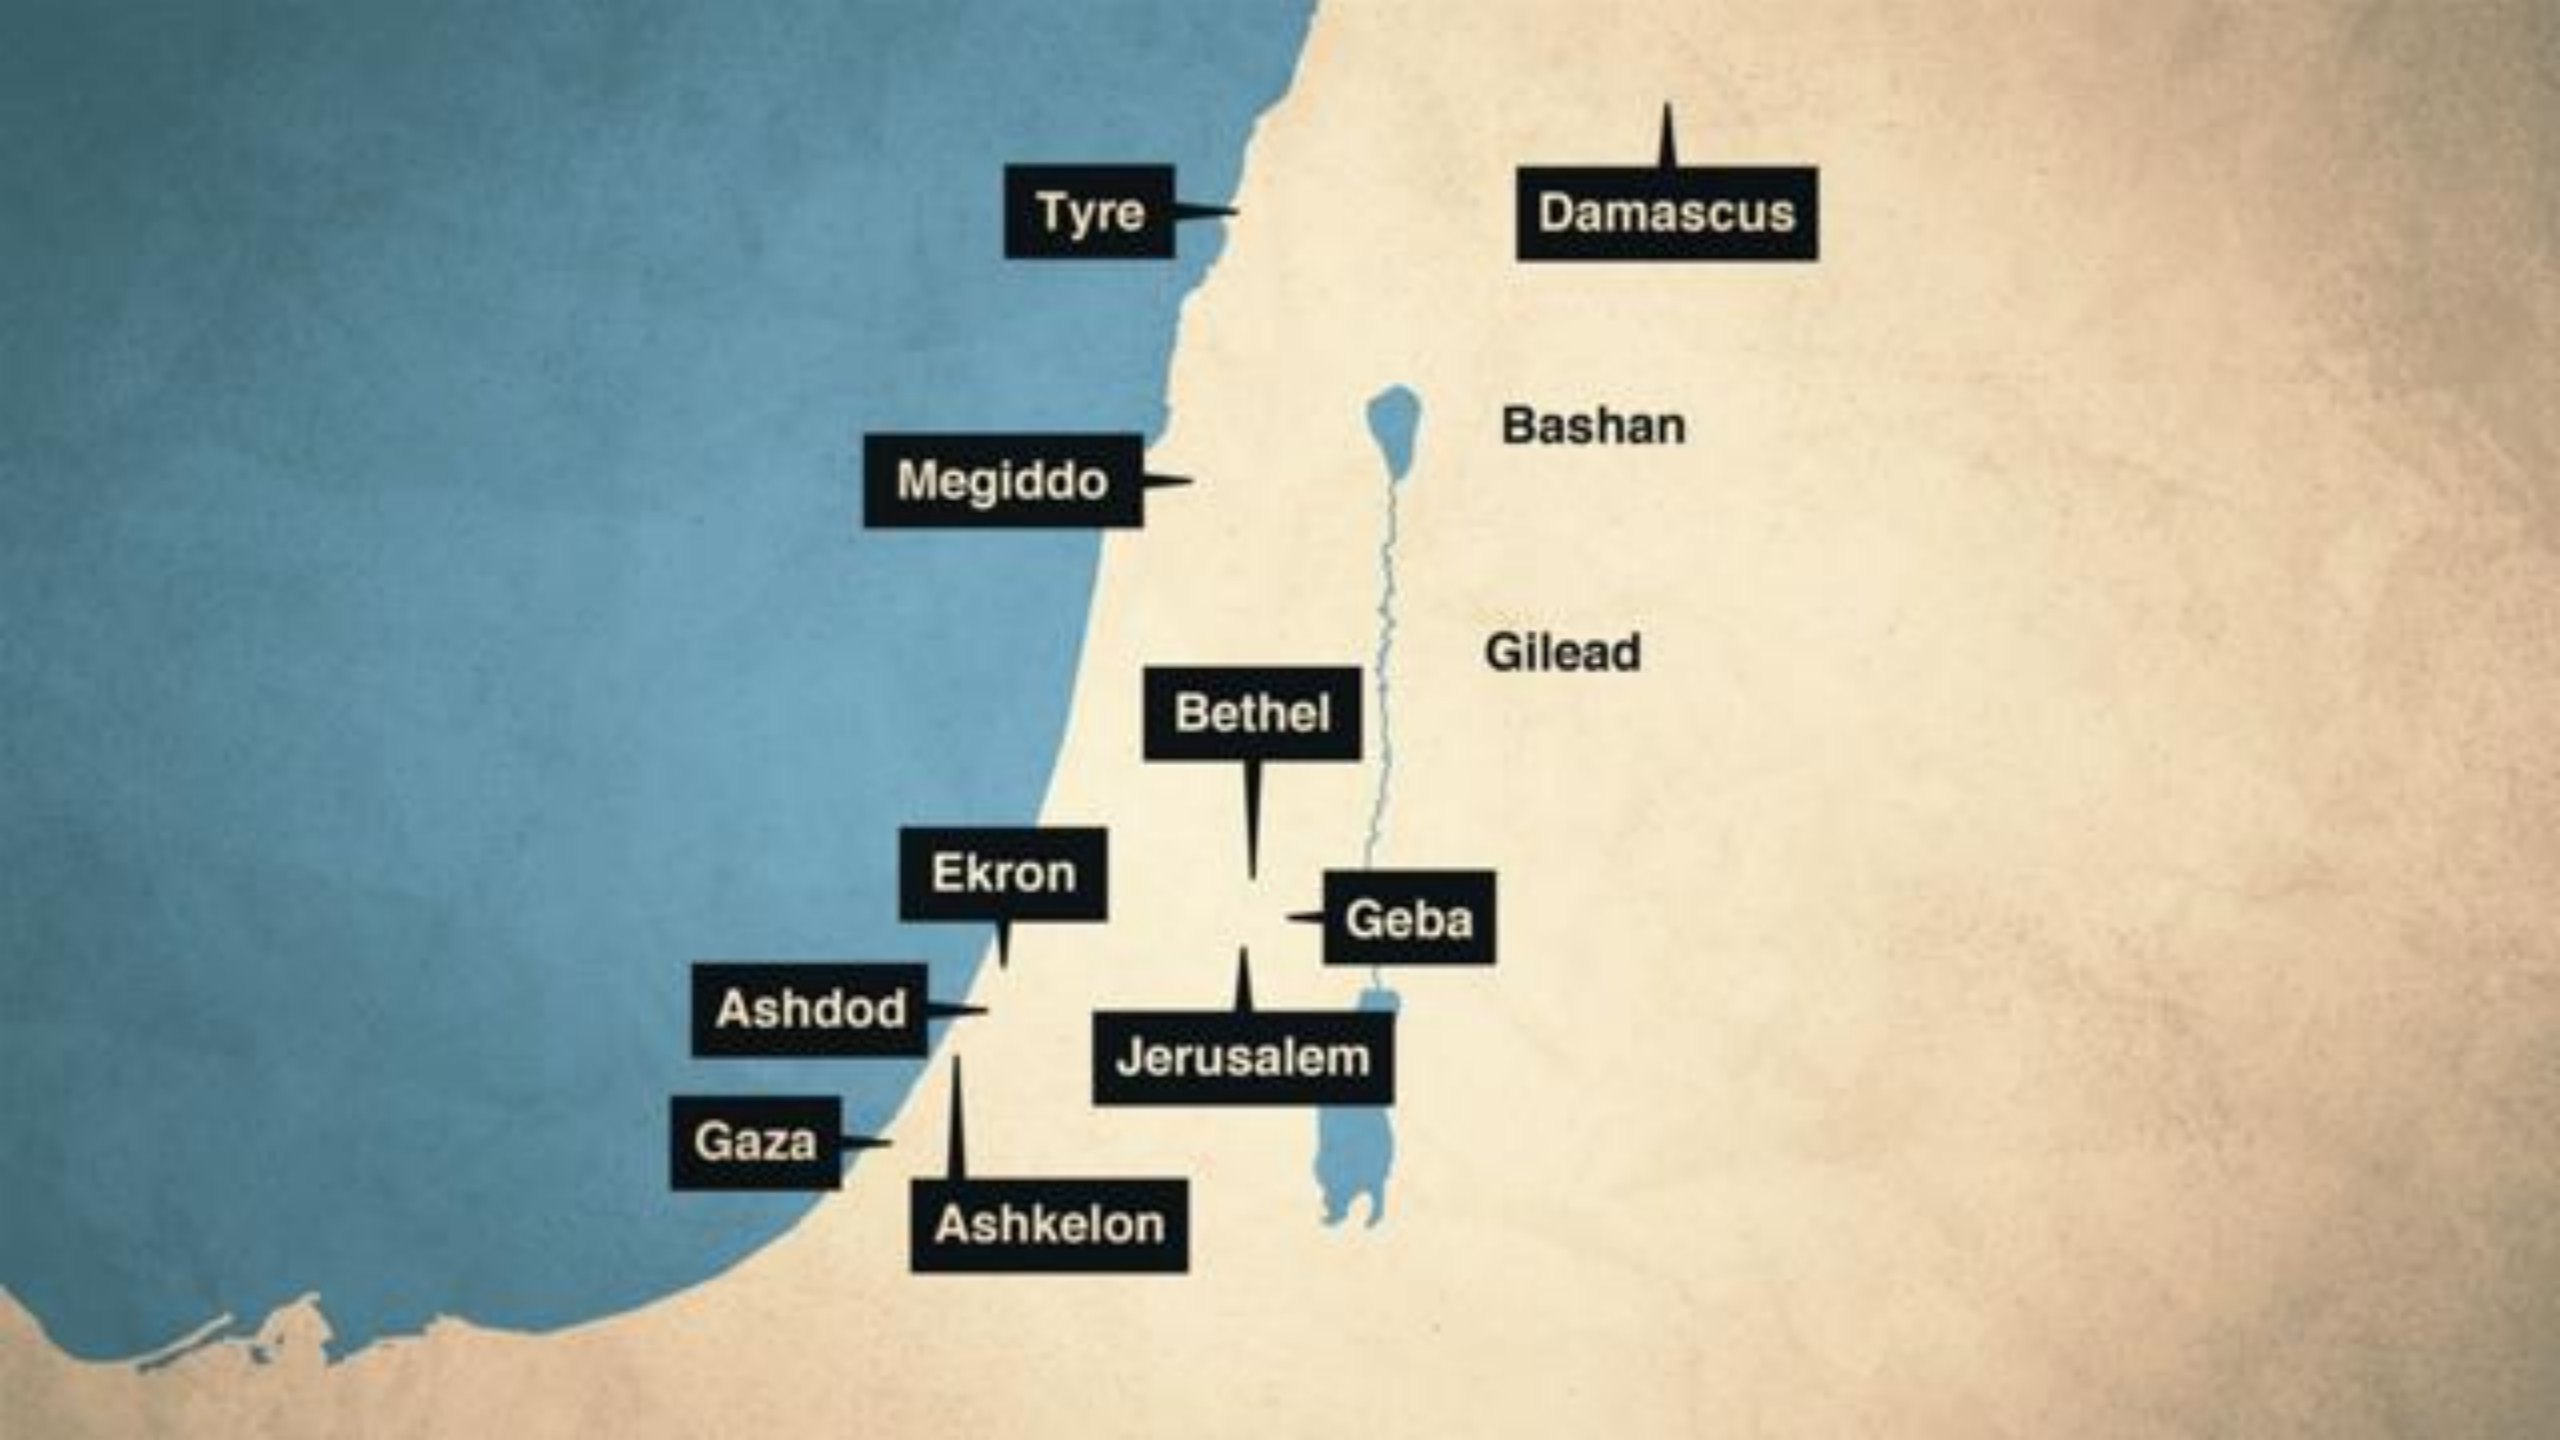 Tyre
Damascus
Bashan
Megiddo
Gilead
Bethel
Ekron
Geba
Ashdod
Jerusalem
Gaza
Ashkelon